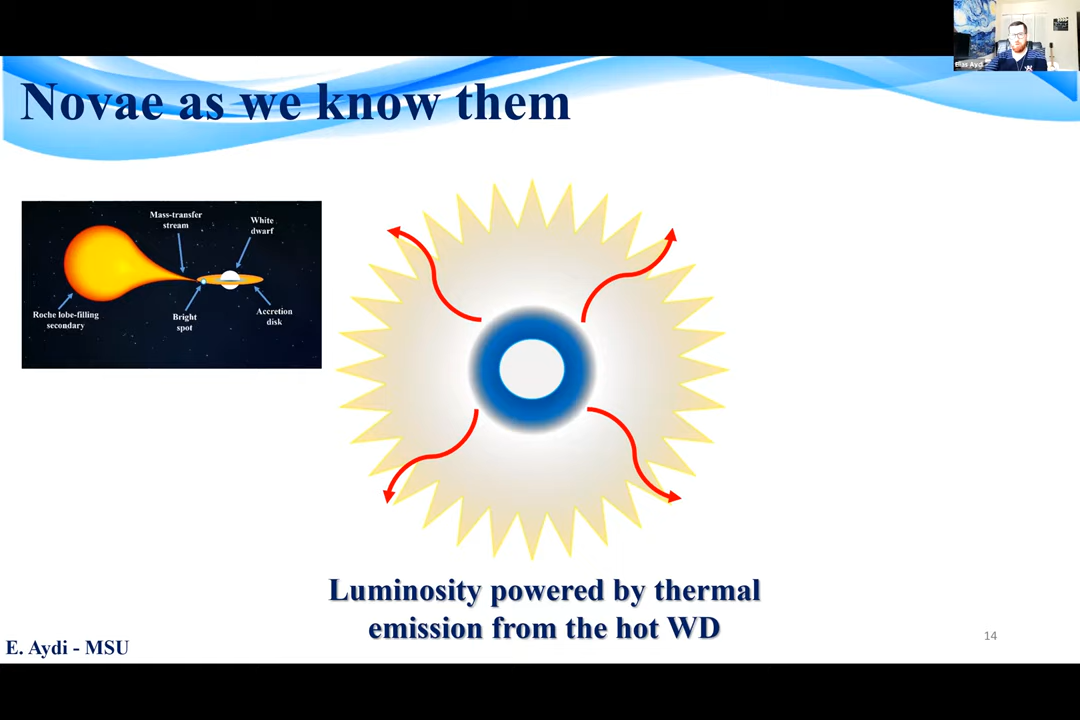 Elias Aydi
Novae as we know them
Mass-transfer
stream
White
dwarf
Roche lobe-filling
secondary
Bright
spot
Accretion
disk
Luminosity powered by thermal
emission from the hot WD
E. Aydi - MSU
14